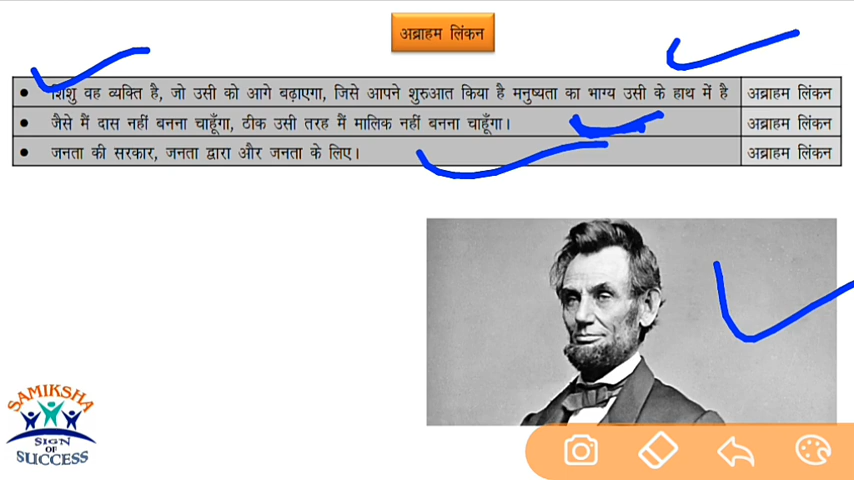 अब्राहम लिंकन
• शिशु वह व्यक्ति है, जो उसी को आगे बढ़ाएगा, जिसे आपने शुरुआत किया है मनुष्यता का भाग्य उसी के हाथ में है अब्राहम लिंकन
• जैसे मैं दास नहीं बनना चाहूँगा, ठीक उसी तरह मैं मालिक नहीं बनना चाहूँगा। अब्राहम लिंकन
• जनता की सरकार, जनता द्वारा और जनता के लिए। अब्राहम लिंकन
SAMIKSHA
SIGN
OF
SUCCESS